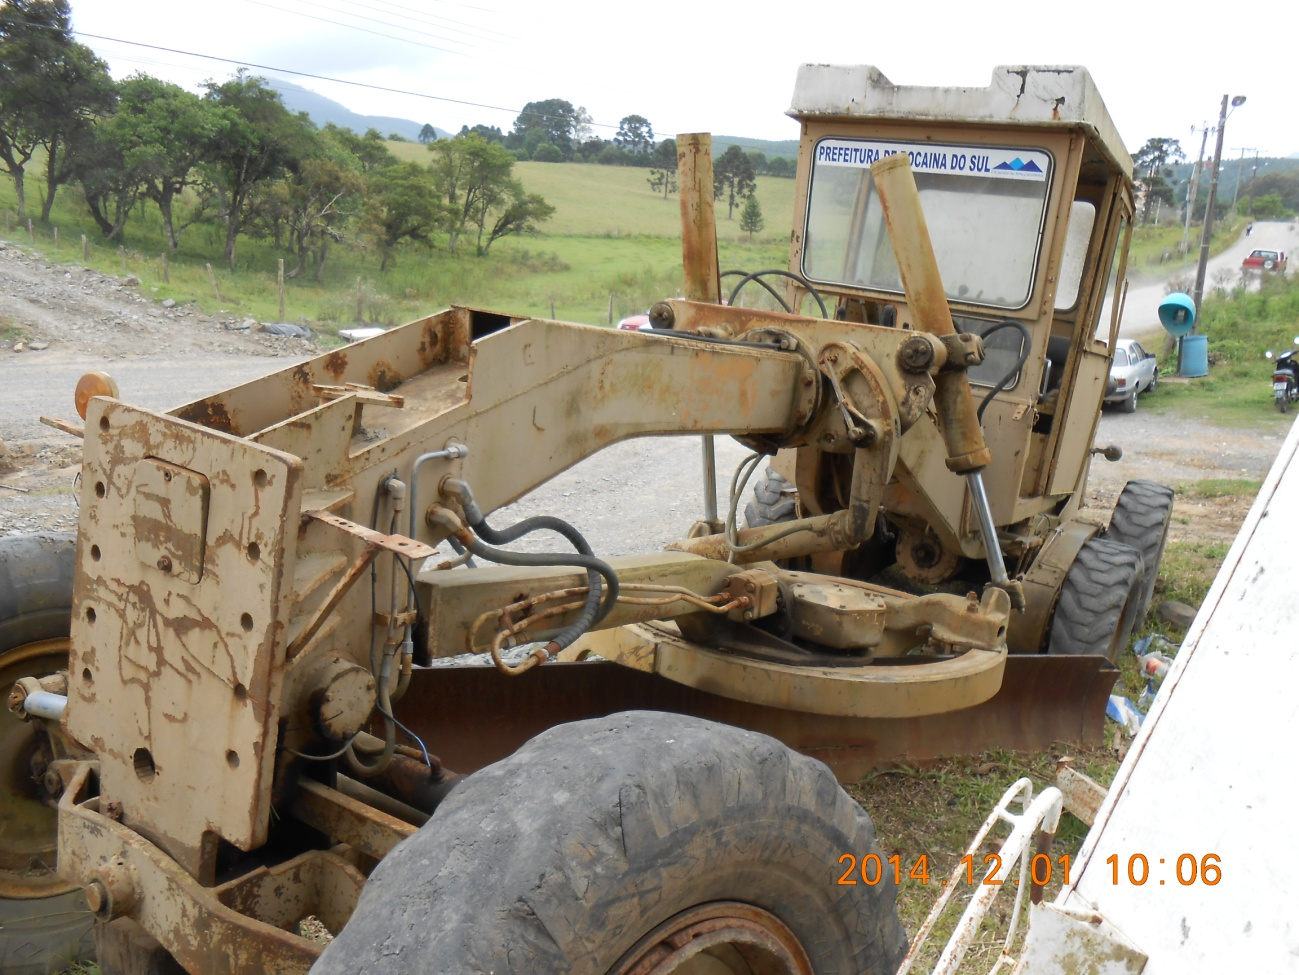 PREFEITURA DE BOCAINA DO SUL
2014.12.01 10:06